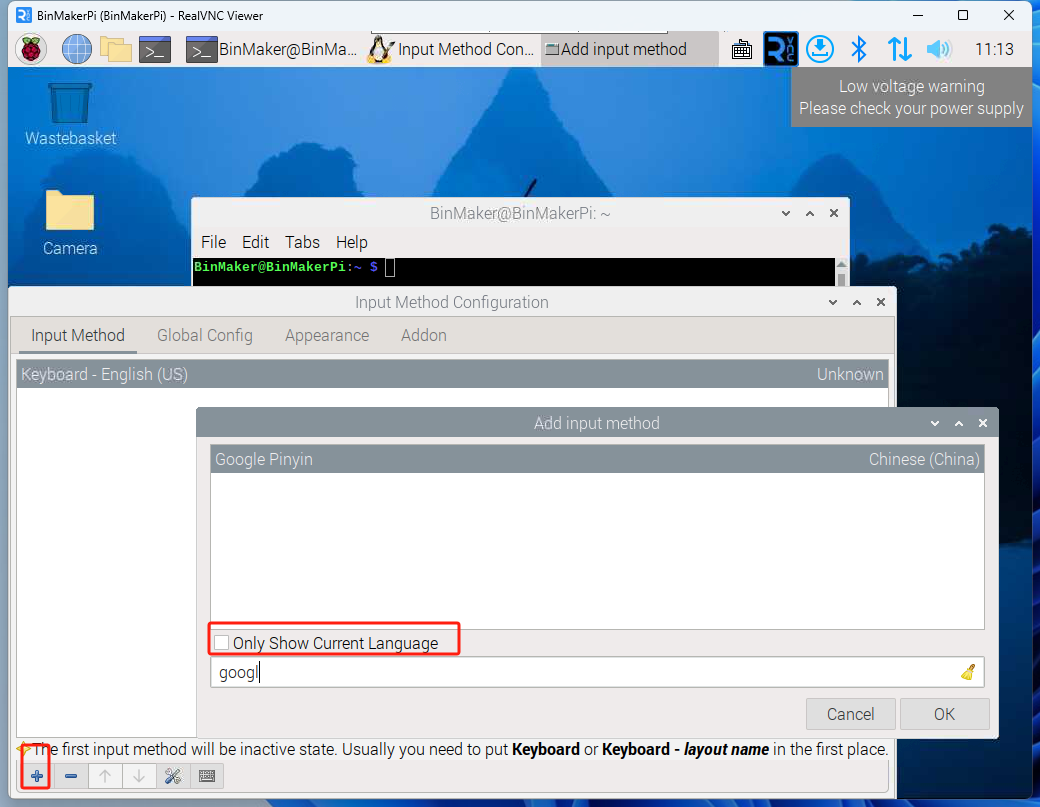 BinMakerPi (BinMakerPi) - RealVNC Viewer
BinMaker@BinMa... Input Method Con... Add input method 11:13
Low voltage warning
Please check your power supply
Wastebasket
Camera
BinMaker@BinMakerPi: ~
File Edit Tabs Help
BinMaker@BinMakerPi:~ $
Input Method Configuration
Input Method Global Config Appearance Addon
Keyboard - English (US) Unknown
Add input method
Google Pinyin Chinese (China)
Only Show Current Language
googl
Cancel OK
The first input method will be inactive state. Usually you need to put Keyboard or Keyboard - layout name in the first place.